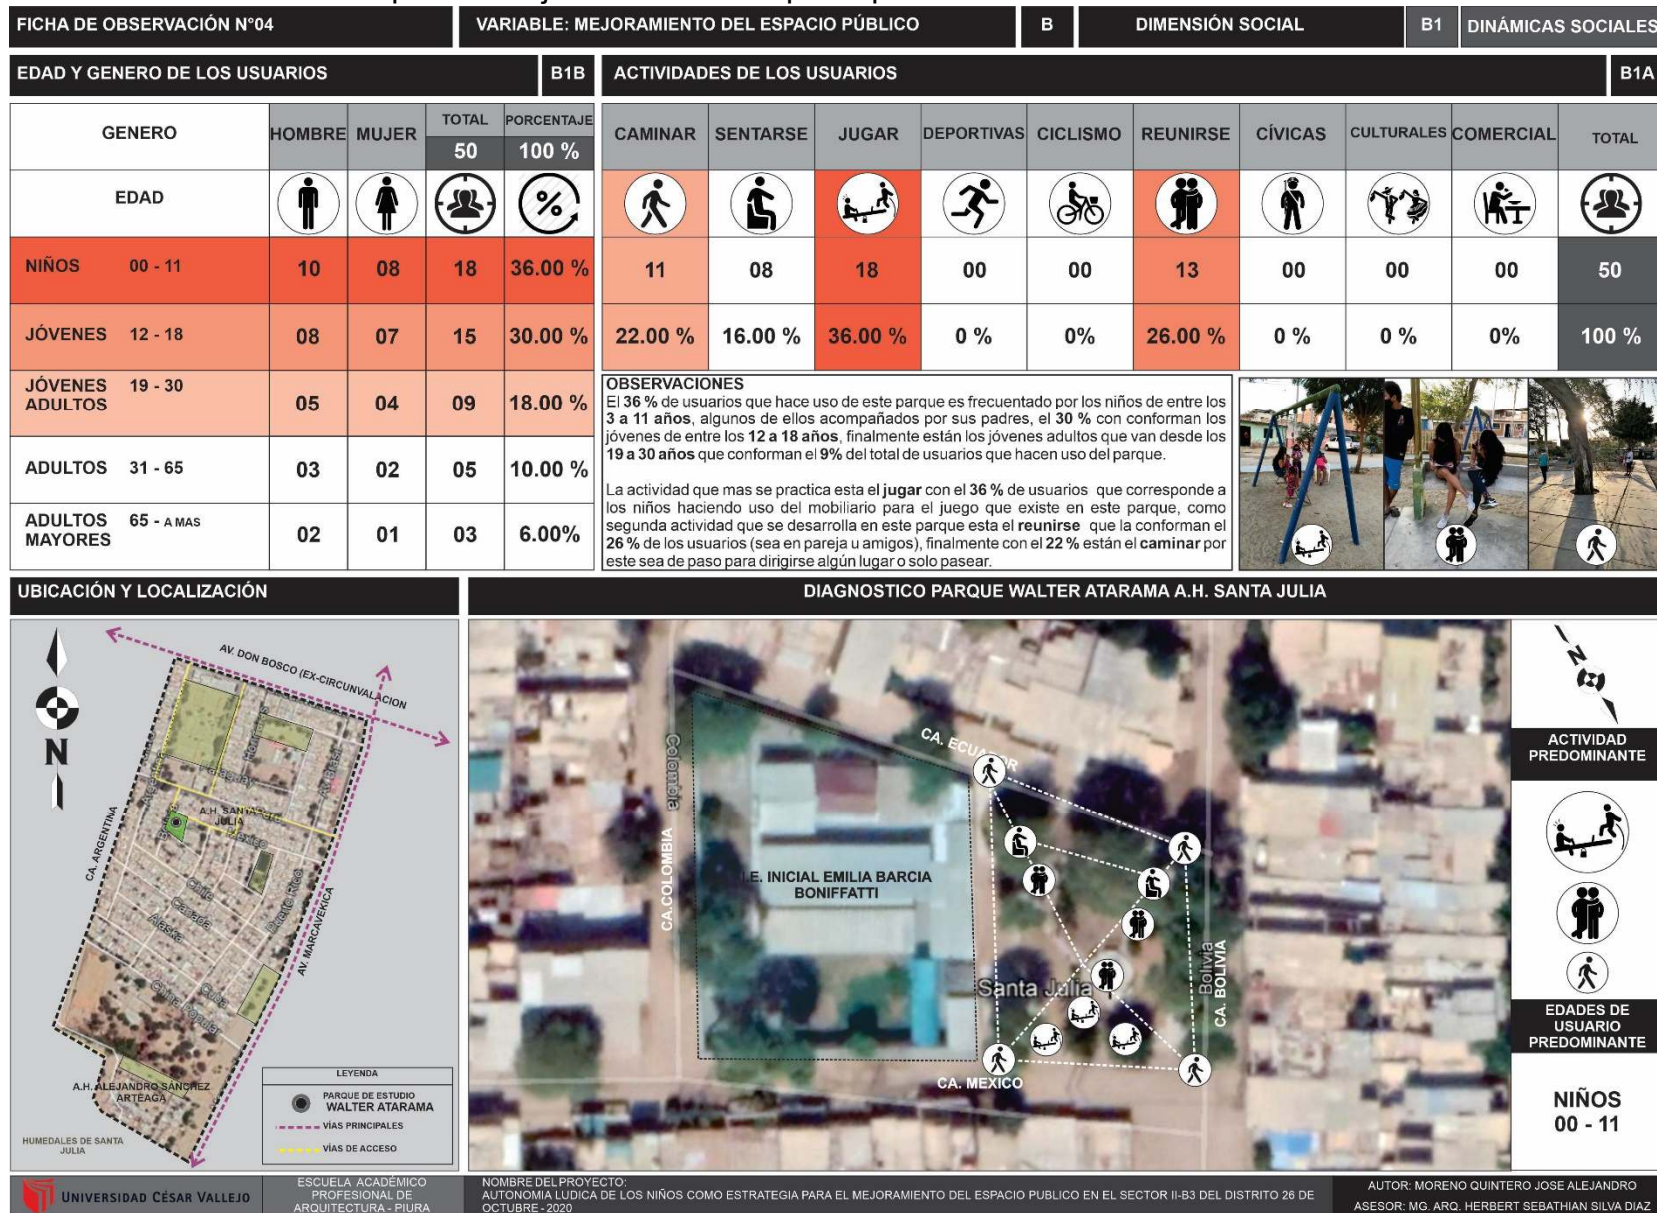 FICHA DE OBSERVACIÓN N°04
VARIABLE: MEJORAMIENTO DEL ESPACIO PÚBLICO
B
DIMENSIÓN SOCIAL
B1
DINÁMICAS SOCIALES
EDAD Y GENERO DE LOS USUARIOS
B1B
ACTIVIDADES DE LOS USUARIOS
B1A
GENERO HOMBRE MUJER TOTAL PORCENTAJE
50 100 %
EDAD
NIÑOS 00 - 11 10 08 18 36.00 %
JÓVENES 12 - 18 08 07 15 30.00 %
JÓVENES ADULTOS 19 - 30 05 04 09 18.00 %
ADULTOS 31 - 65 03 02 05 10.00 %
ADULTOS MAYORES 65 - A MAS 02 01 03 6.00%
CAMINAR SENTARSE JUGAR DEPORTIVAS CICLISMO REUNIRSE CÍVICAS CULTURALES COMERCIAL TOTAL
11 08 18 00 00 13 00 00 00 50
22.00 % 16.00 % 36.00 % 0 % 0% 26.00 % 0 % 0 % 0% 100 %
OBSERVACIONES
El 36 % de usuarios que hace uso de este parque es frecuentado por los niños de entre los
3 a 11 años, algunos de ellos acompañados por sus padres, el 30 % con conforman los
jóvenes de entre los 12 a 18 años, finalmente están los jóvenes adultos que van desde los
19 a 30 años que conforman el 9% del total de usuarios que hacen uso del parque.
La actividad que mas se practica esta el jugar con el 36 % de usuarios que corresponde a
los niños haciendo uso del mobiliario para el juego que existe en este parque, como
segunda actividad que se desarrolla en este parque esta el reunirse que la conforman el
26 % de los usuarios (sea en pareja u amigos), finalmente con el 22 % están el caminar por
este sea de paso para dirigirse algún lugar o solo pasear.
UBICACIÓN Y LOCALIZACIÓN
DIAGNOSTICO PARQUE WALTER ATARAMA A.H. SANTA JULIA
N
AV. DON BOSCO (EX-CIRCUNVALACION
CA. ARGENTINA
A.H. SANTA
JULIA
Chile
Canada
Alaska
Cuba
China Popular
Puerto Rico
AV. MARCAVEKICA
A.H. ALEJANDRO SÁNCHEZ
ARTEAGA
HUMEDALES DE SANTA
JULIA
LEYENDA
PARQUE DE ESTUDIO
WALTER ATARAMA
VÍAS PRINCIPALES
VÍAS DE ACCESO
Colombia
CA.COLOMBIA
CA. ECUADOR
I.E. INICIAL EMILIA BARCIA
BONIFFATTI
Santa Julia
Bolivia
CA. BOLIVIA
CA. MEXICO
N
ACTIVIDAD
PREDOMINANTE
EDADES DE
USUARIO
PREDOMINANTE
NIÑOS
00 - 11
UNIVERSIDAD CÉSAR VALLEJO
ESCUELA ACADÉMICO
PROFESIONAL DE
ARQUITECTURA - PIURA
NOMBRE DEL PROYECTO:
AUTONOMIA LUDICA DE LOS NIÑOS COMO ESTRATEGIA PARA EL MEJORAMIENTO DEL ESPACIO PUBLICO EN EL SECTOR II-B3 DEL DISTRITO 26 DE
OCTUBRE - 2020
AUTOR: MORENO QUINTERO JOSE ALEJANDRO
ASESOR: MG. ARQ. HERBERT SEBATHIAN SILVA DIAZ